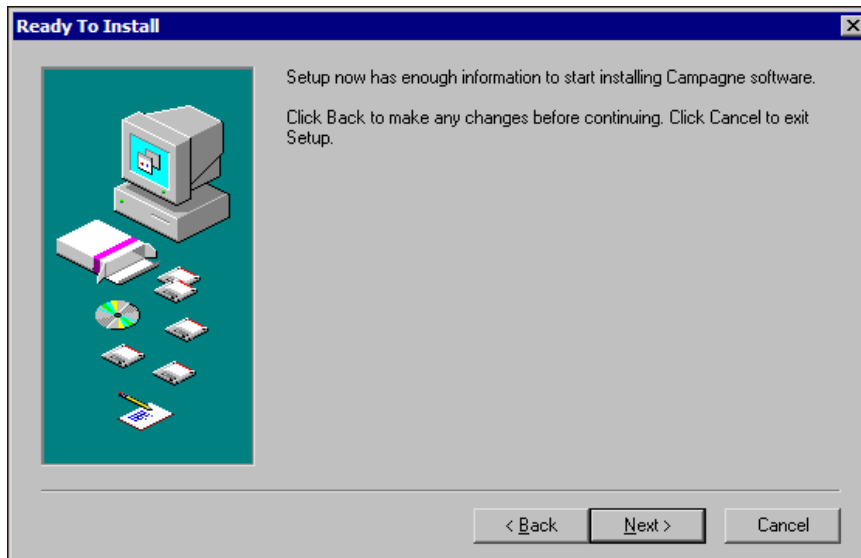 Ready To Install
Setup now has enough information to start installing Campagne software.
Click Back to make any changes before continuing. Click Cancel to exit
Setup.
< Back
Next >
Cancel